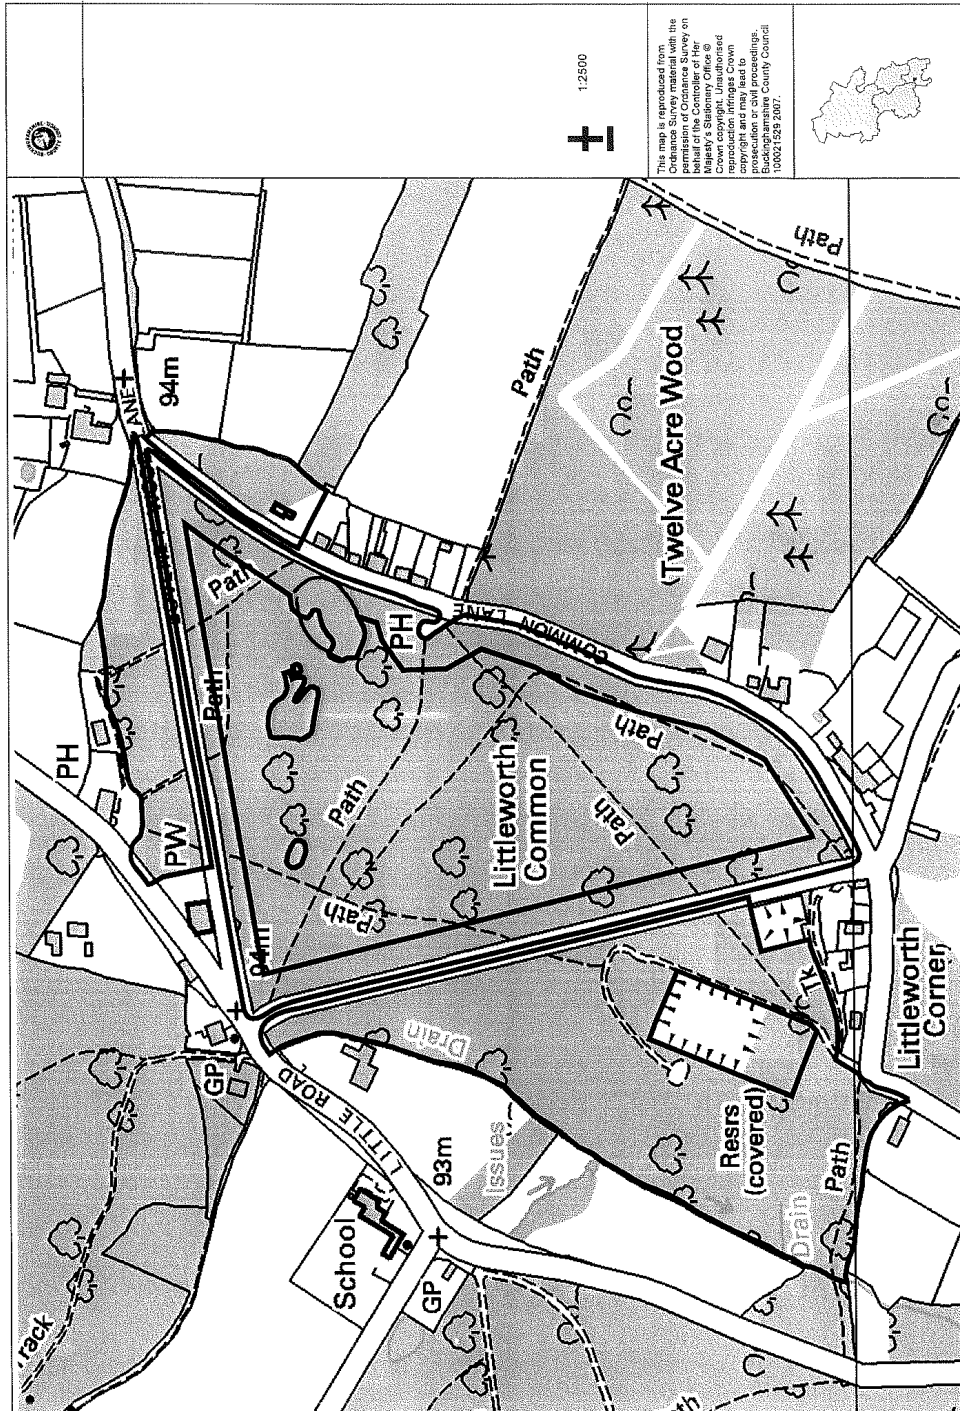 1:2500
This map is reproduced from
Ordnance Survey material with the
permission of Ordnance Survey on
behalf of the Controller of Her
Majesty's Stationery Office ©
Crown copyright. Unauthorised
reproduction infringes Crown
copyright and may lead to
prosecution or civil proceedings.
Buckinghamshire County Council
100021529 2007.
rack
School
GP
LITTLE ROAD
93m
GP
Issues
Drain
Resrs
(covered)
Drain
Path
Tk
Littleworth
Corner
94m
PW
PH
Path
Path
Path
Littleworth
Common
Path
Path
Path
PH
COMMON LANE
ANE
94m
Path
Twelve Acre Wood
Path
th